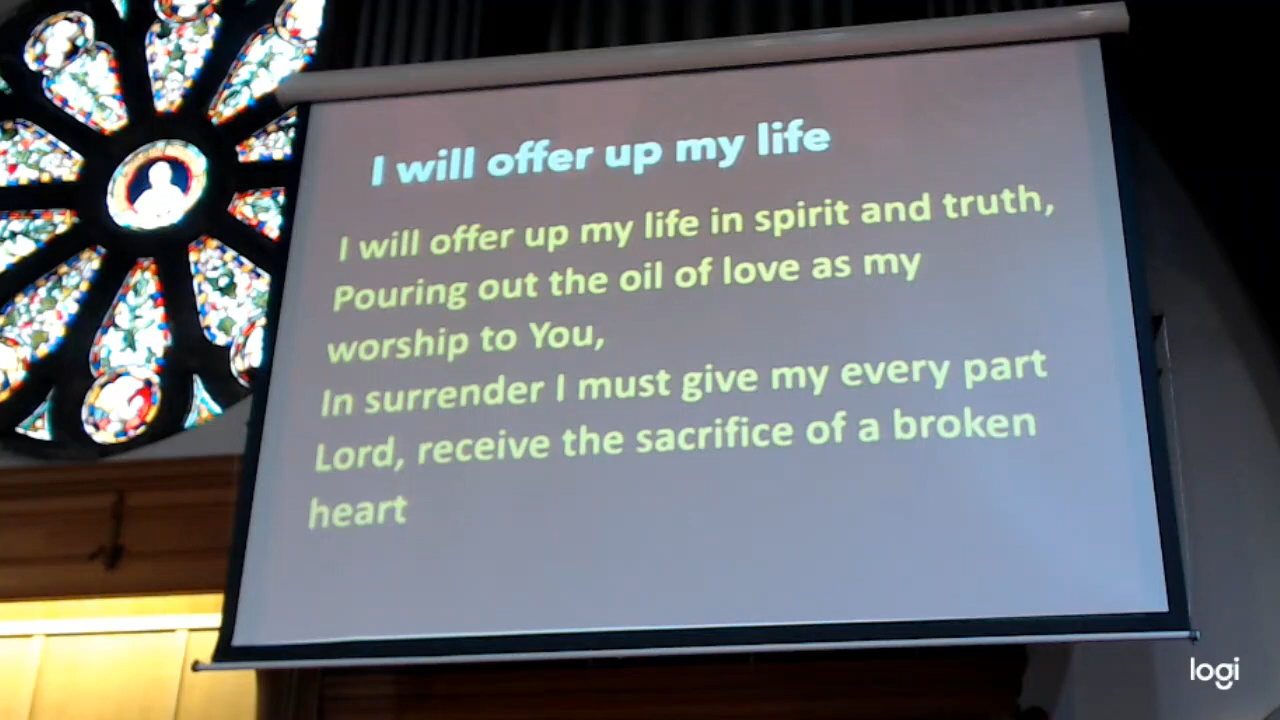 I will offer up my life
I will offer up my life in spirit and truth,
Pouring out the oil of love as my
worship to You,
In surrender I must give my every part
Lord, receive the sacrifice of a broken
heart
logi